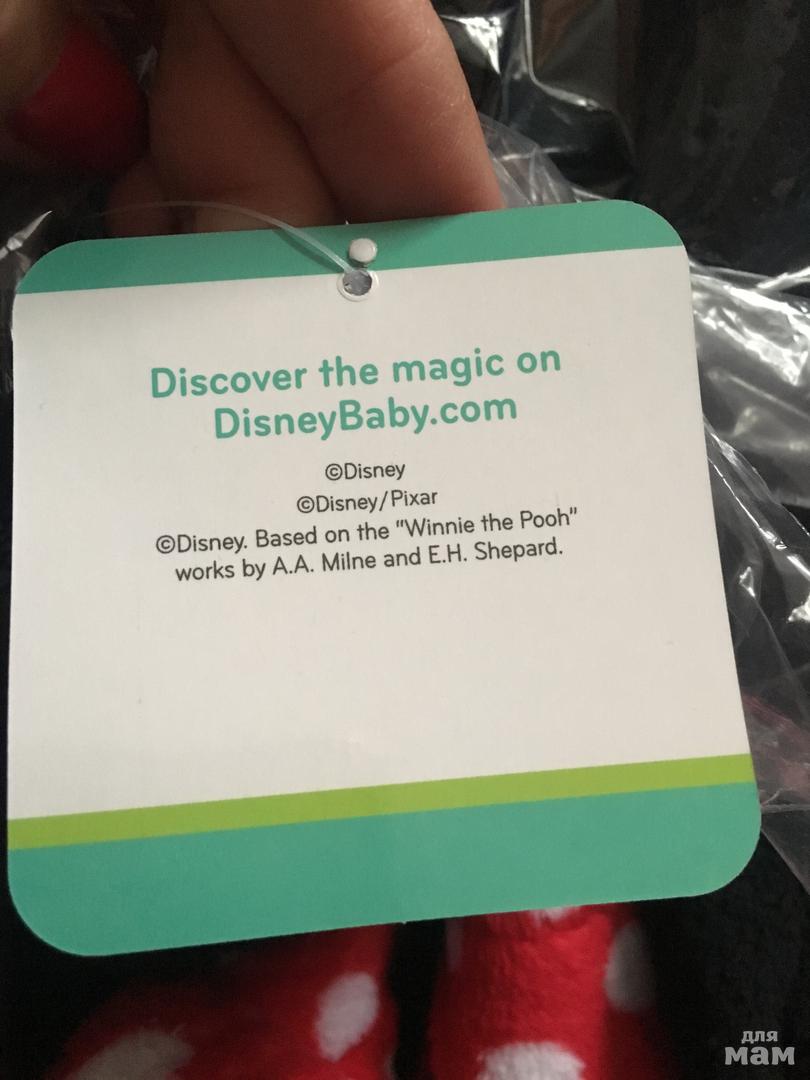 Discover the magic on
DisneyBaby.com
©Disney
©Disney/Pixar
©Disney. Based on the "Winnie the Pooh"
works by A.A. Milne and E.H. Shepard.
для
мам